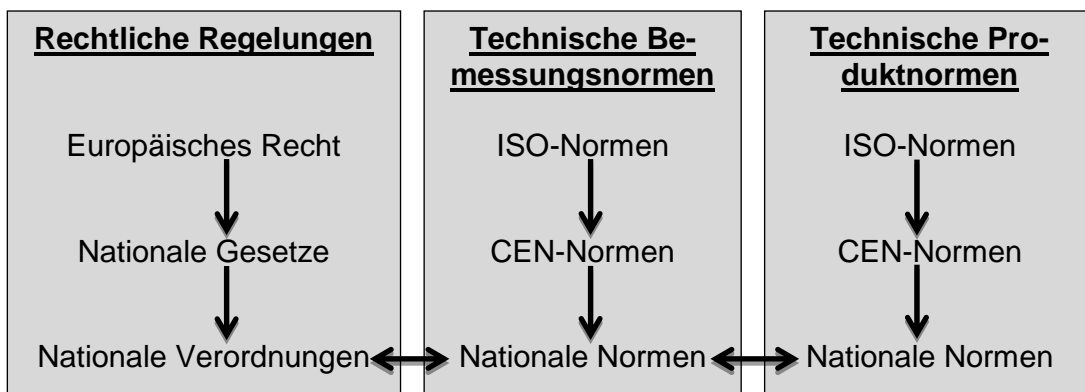 Rechtliche Regelungen
Europäisches Recht
Nationale Gesetze
Nationale Verordnungen
Technische Be-
messungsnormen
ISO-Normen
CEN-Normen
Nationale Normen
Technische Pro-
duktnormen
ISO-Normen
CEN-Normen
Nationale Normen